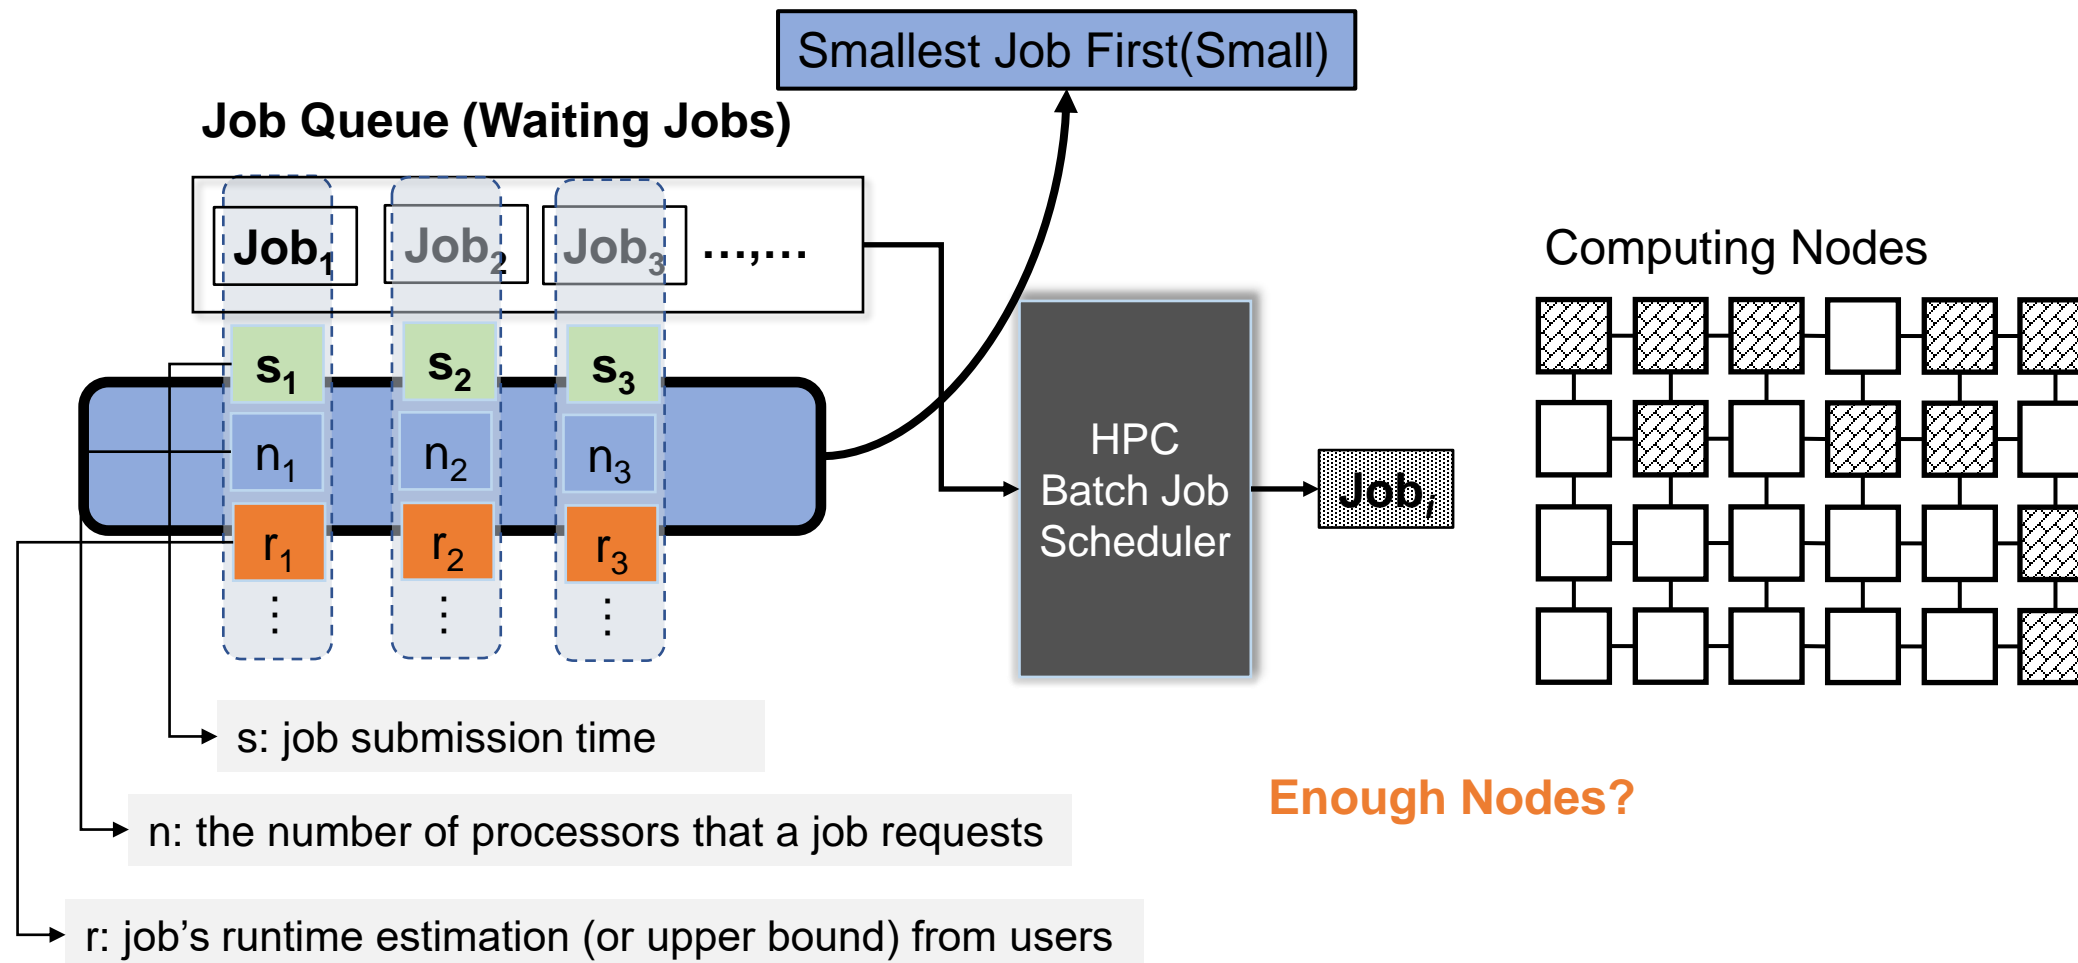 Smallest Job First(Small)
Job Queue (Waiting Jobs)
Job1 Job2 Job3 ...,...
s1 s2 s3
n1 n2 n3
r1 r2 r3
⋮ ⋮ ⋮
HPC
Batch Job
Scheduler
Jobi
Computing Nodes
s: job submission time
n: the number of processors that a job requests
r: job’s runtime estimation (or upper bound) from users
Enough Nodes?